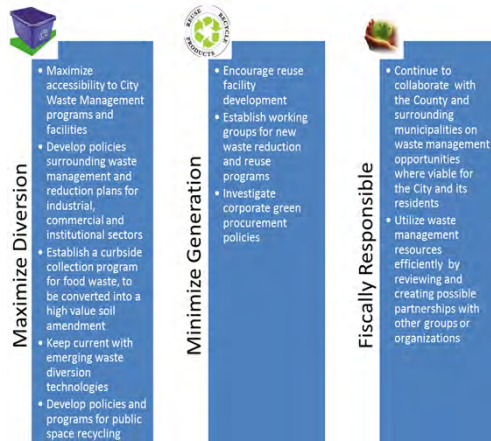 Maximize Diversion
• Maximize
accessibility to City
Waste Management
programs and
facilities
• Develop policies
surrounding waste
management and
reduction plans for
industrial,
commercial and
institutional sectors
• Establish a curbside
collection program
for food waste, to
be converted into a
high value soil
amendment
• Keep current with
emerging waste
diversion
technologies
• Develop policies and
programs for public
space recycling
REUSE
RECYCLE
PRODUCTS
Minimize Generation
• Encourage reuse
facility
development
• Establish working
groups for new
waste reduction
and reuse
programs
• Investigate
corporate green
procurement
policies
Fiscally Responsible
• Continue to
collaborate with
the County and
surrounding
municipalities on
waste management
opportunities
where viable for
the City and its
residents
• Utilize waste
management
resources
efficiently by
reviewing and
creating possible
partnerships with
other groups or
organizations